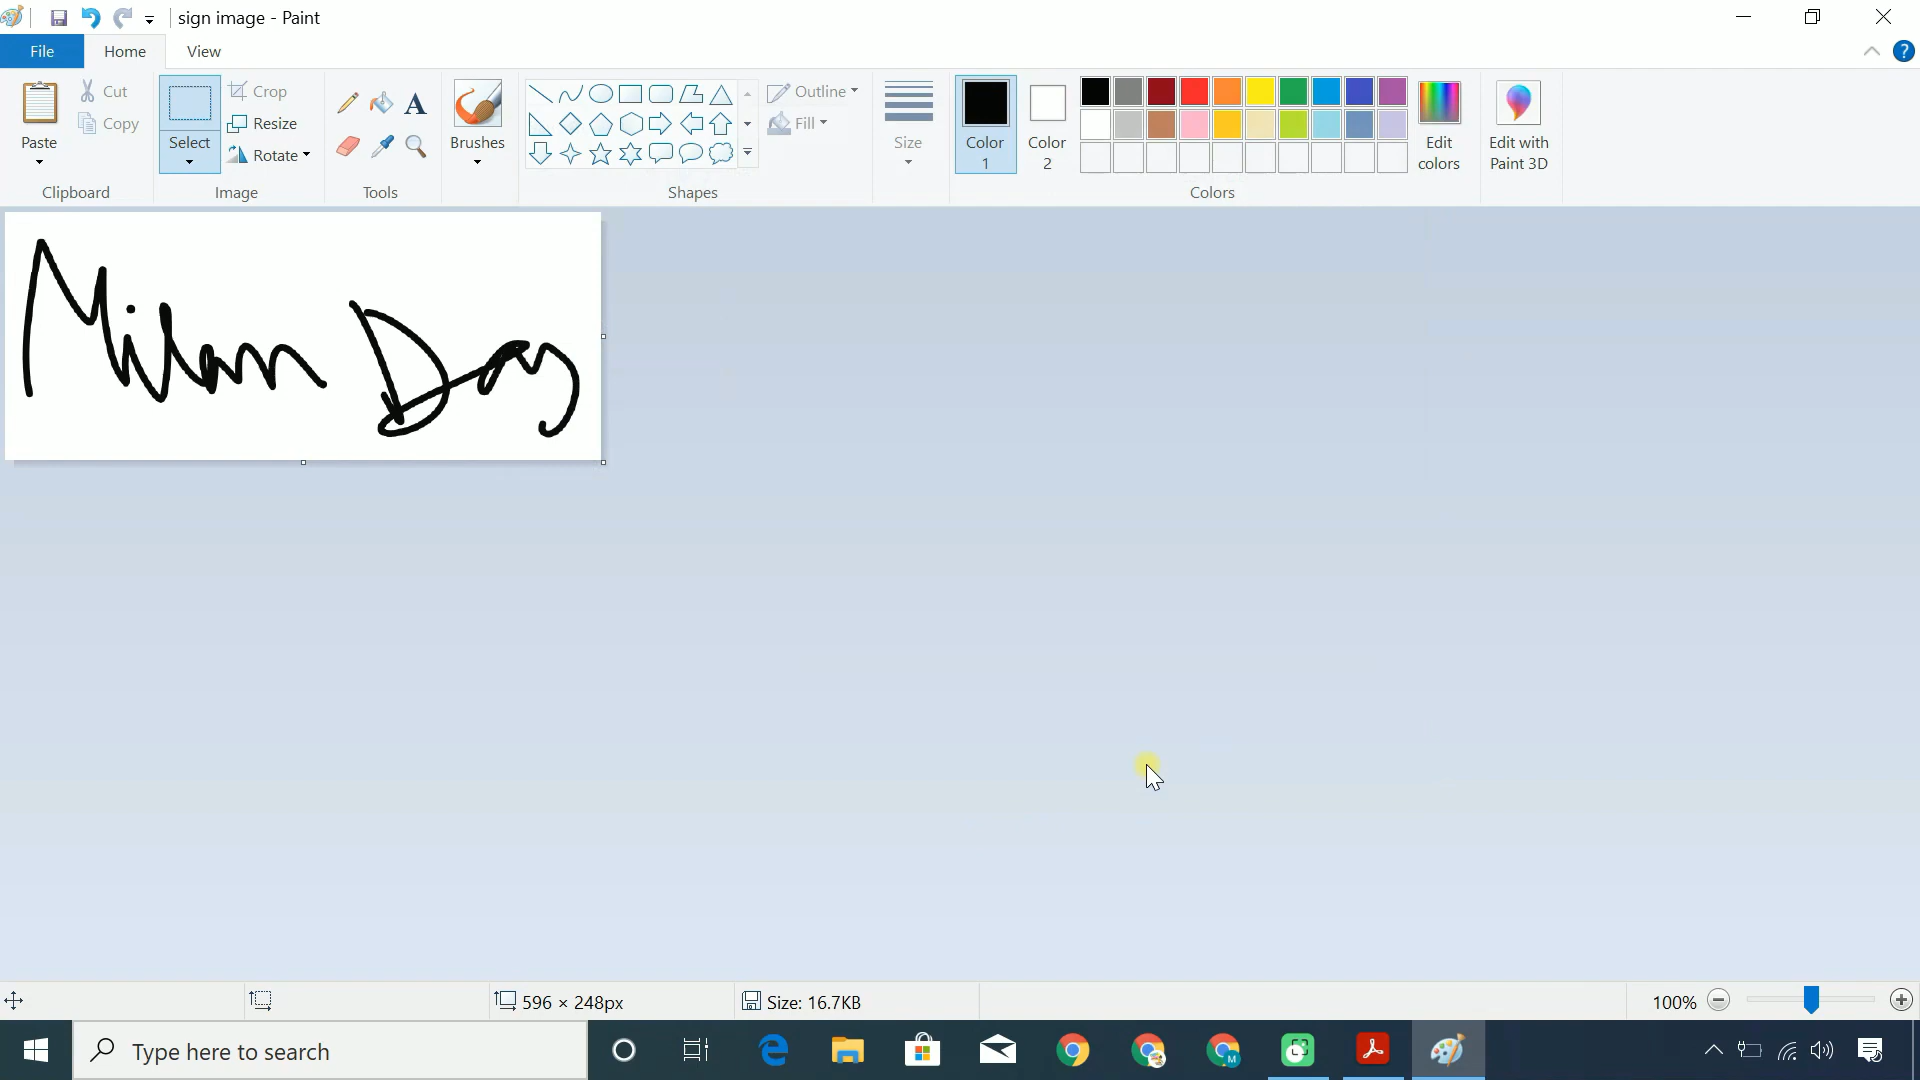 sign image - Paint
File Home View
Paste Cut Copy Clipboard
Select Crop Resize Rotate Image
A Tools
Brushes
Shapes Outline Fill
Size
Color 1 Color 2 Colors
Edit colors
Edit with Paint 3D
?
Milan Das
596 × 248px Size: 16.7KB 100%
Type here to search
M